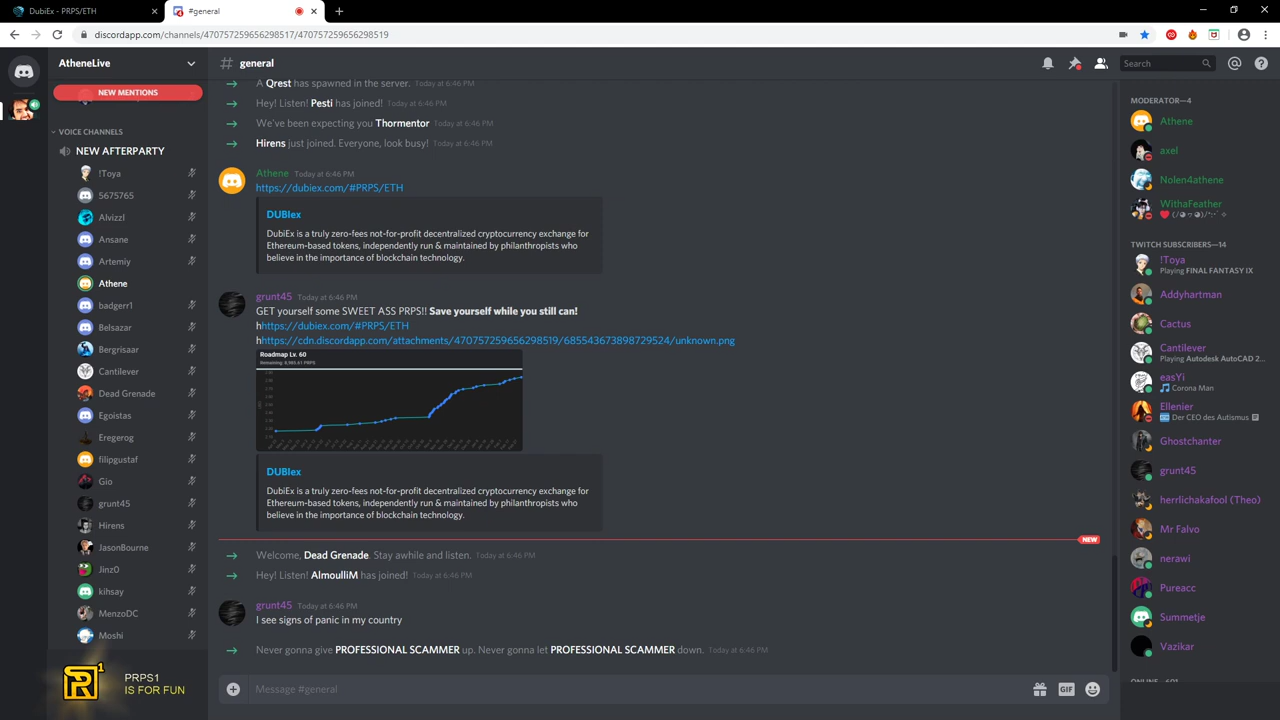 DubiEx - PRPS/ETH
#general
discordapp.com/channels/470757259656298517/470757259656298519
AtheneLive
NEW MENTIONS
VOICE CHANNELS
NEW AFTERPARTY
!Toya
5675765
Alvizzl
Ansane
Artemiy
Athene
badgerr1
Belsazar
Bergrisaar
Cantilever
Dead Grenade
Egoistas
Eregerog
filipgustaf
Gio
grunt45
Hirens
JasonBourne
Jinz0
kihsay
MenzoDC
Moshi
PRPS1
IS FOR FUN
# general
Search
A Qrest has spawned in the server. Today at 6:46 PM
Hey! Listen! Pesti has joined! Today at 6:46 PM
We've been expecting you Thormentor Today at 6:46 PM
Hirens just joined. Everyone, look busy! Today at 6:46 PM
Athene Today at 6:46 PM
https://dubiex.com/#PRPS/ETH
DUBIex
DubiEx is a truly zero-fees not-for-profit decentralized cryptocurrency exchange for
Ethereum-based tokens, independently run & maintained by philanthropists who
believe in the importance of blockchain technology.
grunt45 Today at 6:46 PM
GET yourself some SWEET ASS PRPS!! Save yourself while you still can!
hhttps://dubiex.com/#PRPS/ETH
hhttps://cdn.discordapp.com/attachments/470757259656298519/685543673898729524/unknown.png
Roadmap Lv. 60
DUBIex
DubiEx is a truly zero-fees not-for-profit decentralized cryptocurrency exchange for
Ethereum-based tokens, independently run & maintained by philanthropists who
believe in the importance of blockchain technology.
NEW
Welcome, Dead Grenade. Stay awhile and listen. Today at 6:46 PM
Hey! Listen! AlmoulliM has joined! Today at 6:46 PM
grunt45 Today at 6:46 PM
I see signs of panic in my country
Never gonna give PROFESSIONAL SCAMMER up. Never gonna let PROFESSIONAL SCAMMER down. Today at 6:46 PM
Message #general
GIF
MODERATOR—4
Athene
axel
Nolen4athene
WithaFeather
TWITCH SUBSCRIBERS—14
!Toya
Playing FINAL FANTASY IX
Addyhartman
Cactus
Cantilever
Playing Autodesk AutoCAD 2...
easYi
Corona Man
Ellenier
Der CEO des Autismus
Ghostchanter
grunt45
herrlichakafool (Theo)
Mr Falvo
nerawi
Pureacc
Summetje
Vazikar